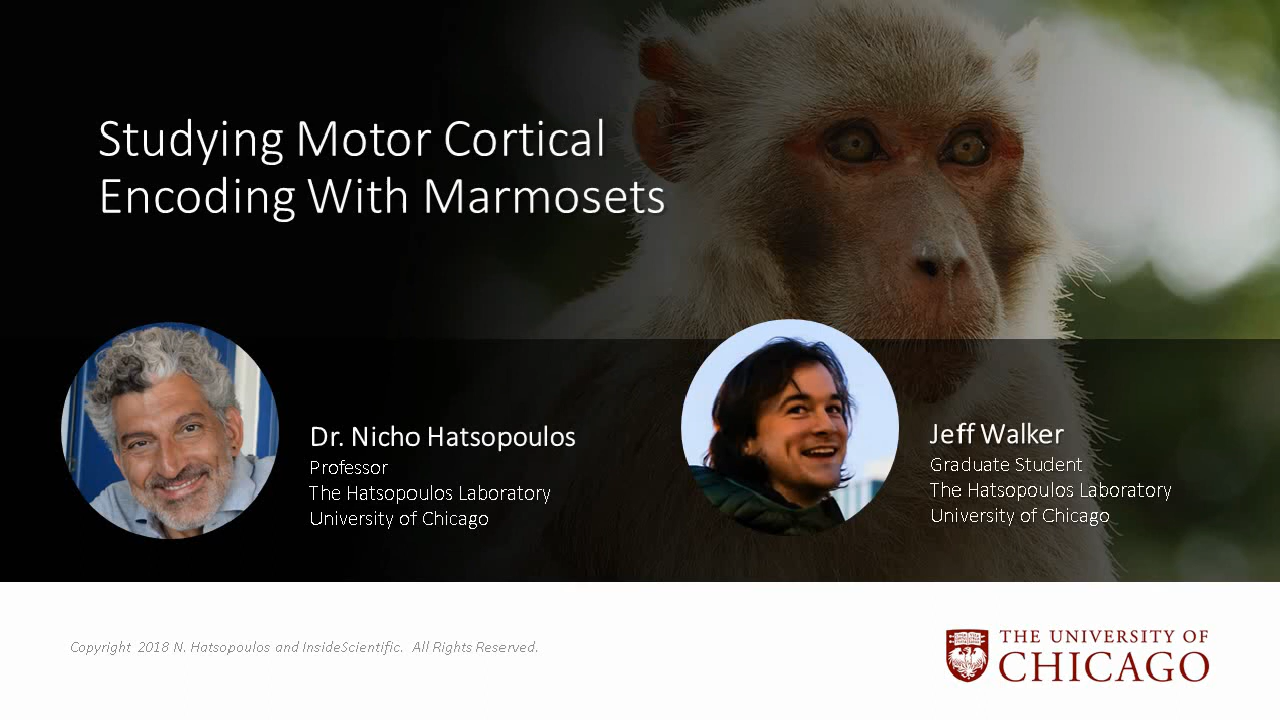 Studying Motor Cortical
Encoding With Marmosets
Dr. Nicho Hatsopoulos
Professor
The Hatsopoulos Laboratory
University of Chicago
Jeff Walker
Graduate Student
The Hatsopoulos Laboratory
University of Chicago
Copyright 2018 N. Hatsopoulos and InsideScientific. All Rights Reserved.
THE UNIVERSITY OF
CHICAGO